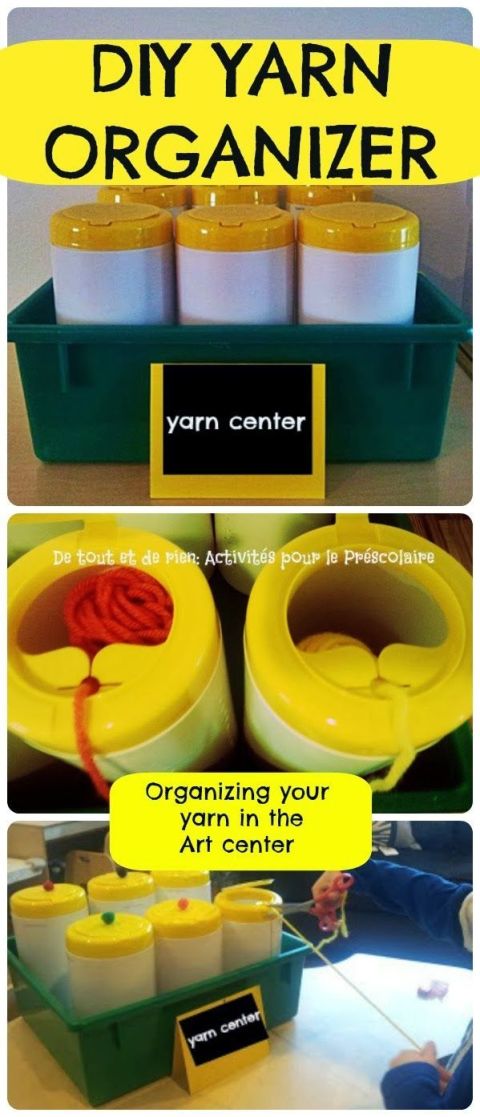 DIY YARN
ORGANIZER
yarn center
De tout et de rien: Activités pour le Préscolaire
Organizing your
yarn in the
Art center
yarn center